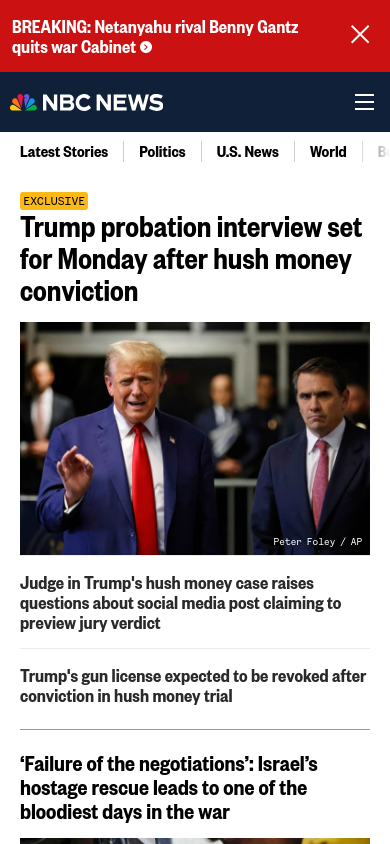 BREAKING: Netanyahu rival Benny Gantz
quits war Cabinet
NBC NEWS
Latest Stories
Politics
U.S. News
World
EXCLUSIVE
Trump probation interview set
for Monday after hush money
conviction
Peter Foley / AP
Judge in Trump's hush money case raises
questions about social media post claiming to
preview jury verdict
Trump's gun license expected to be revoked after
conviction in hush money trial
‘Failure of the negotiations’: Israel’s
hostage rescue leads to one of the
bloodiest days in the war